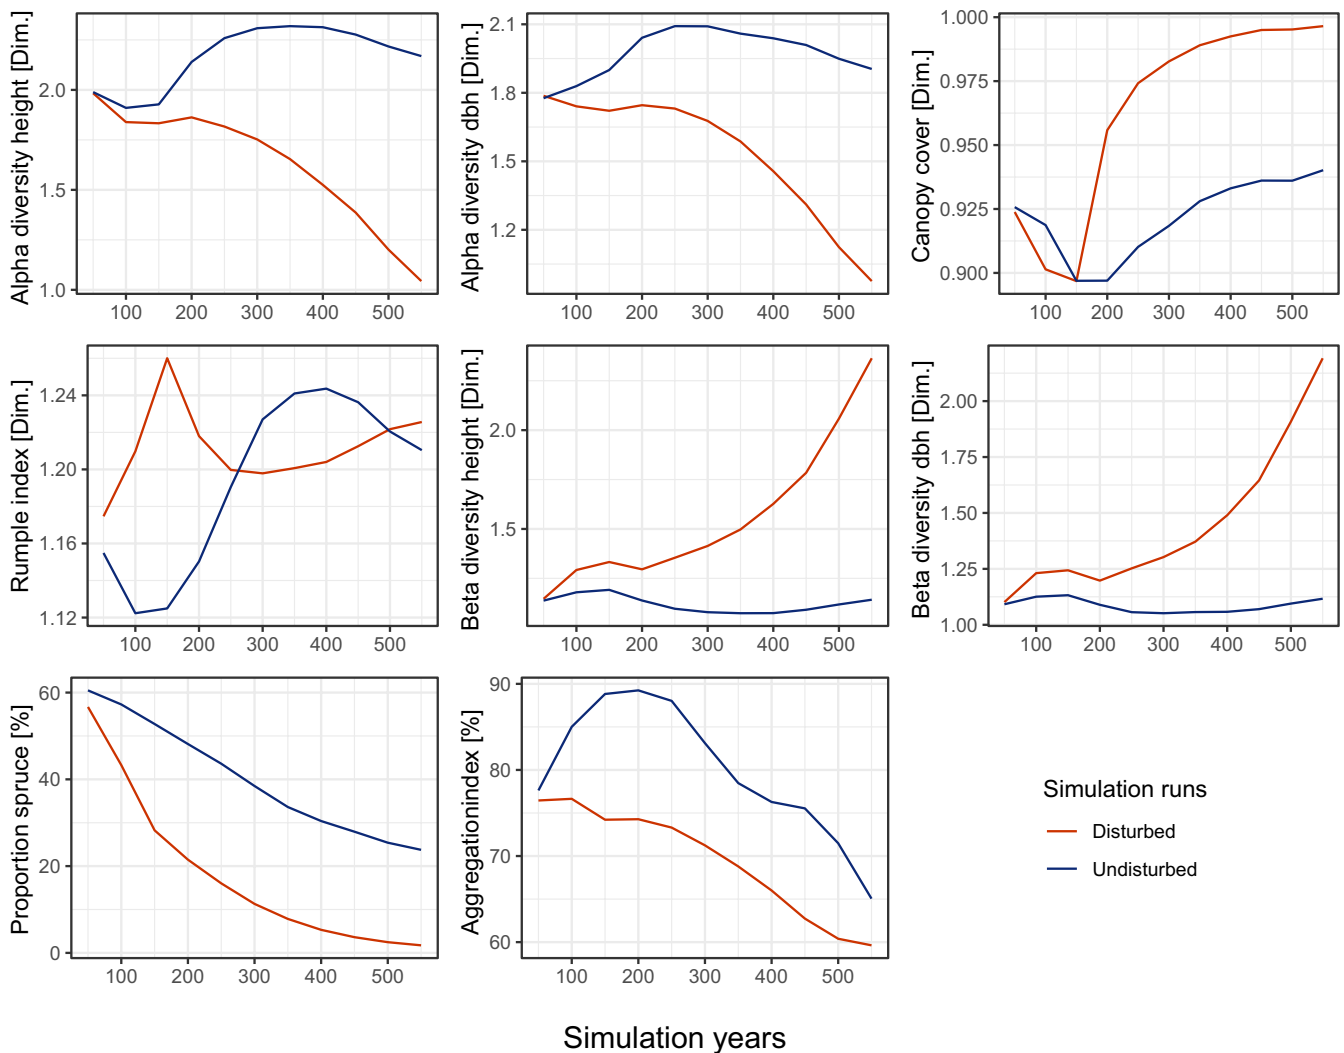 Alpha diversity height [Dim.]
2.0
1.5
1.0
100 200 300 400 500
Alpha diversity dbh [Dim.]
2.1
1.8
1.5
1.2
100 200 300 400 500
Canopy cover [Dim.]
1.000
0.975
0.950
0.925
0.900
100 200 300 400 500
Rumple index [Dim.]
1.24
1.20
1.16
1.12
100 200 300 400 500
Beta diversity height [Dim.]
2.0
1.5
100 200 300 400 500
Beta diversity dbh [Dim.]
2.00
1.75
1.50
1.25
1.00
100 200 300 400 500
Proportion spruce [%]
60
40
20
0
100 200 300 400 500
Aggregationindex [%]
90
80
70
60
100 200 300 400 500
Simulation runs
Disturbed
Undisturbed
Simulation years